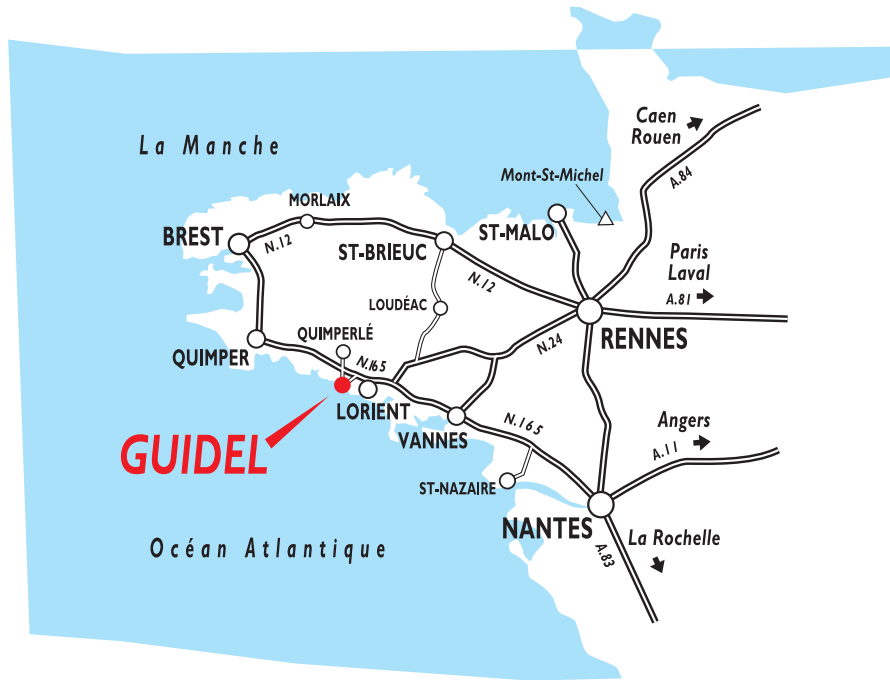 Caen
Rouen
La Manche
A.84
Mont-St-Michel
MORLAIX
ST-MALO
BREST
N.12
ST-BRIEUC
Paris
Laval
N.12
A.81
LOUDÉAC
QUIMPERLÉ
RENNES
QUIMPER
N.165
N.24
LORIENT
Angers
VANNES
N.165
A.11
GUIDEL
ST-NAZAIRE
NANTES
La Rochelle
Océan Atlantique
A.83